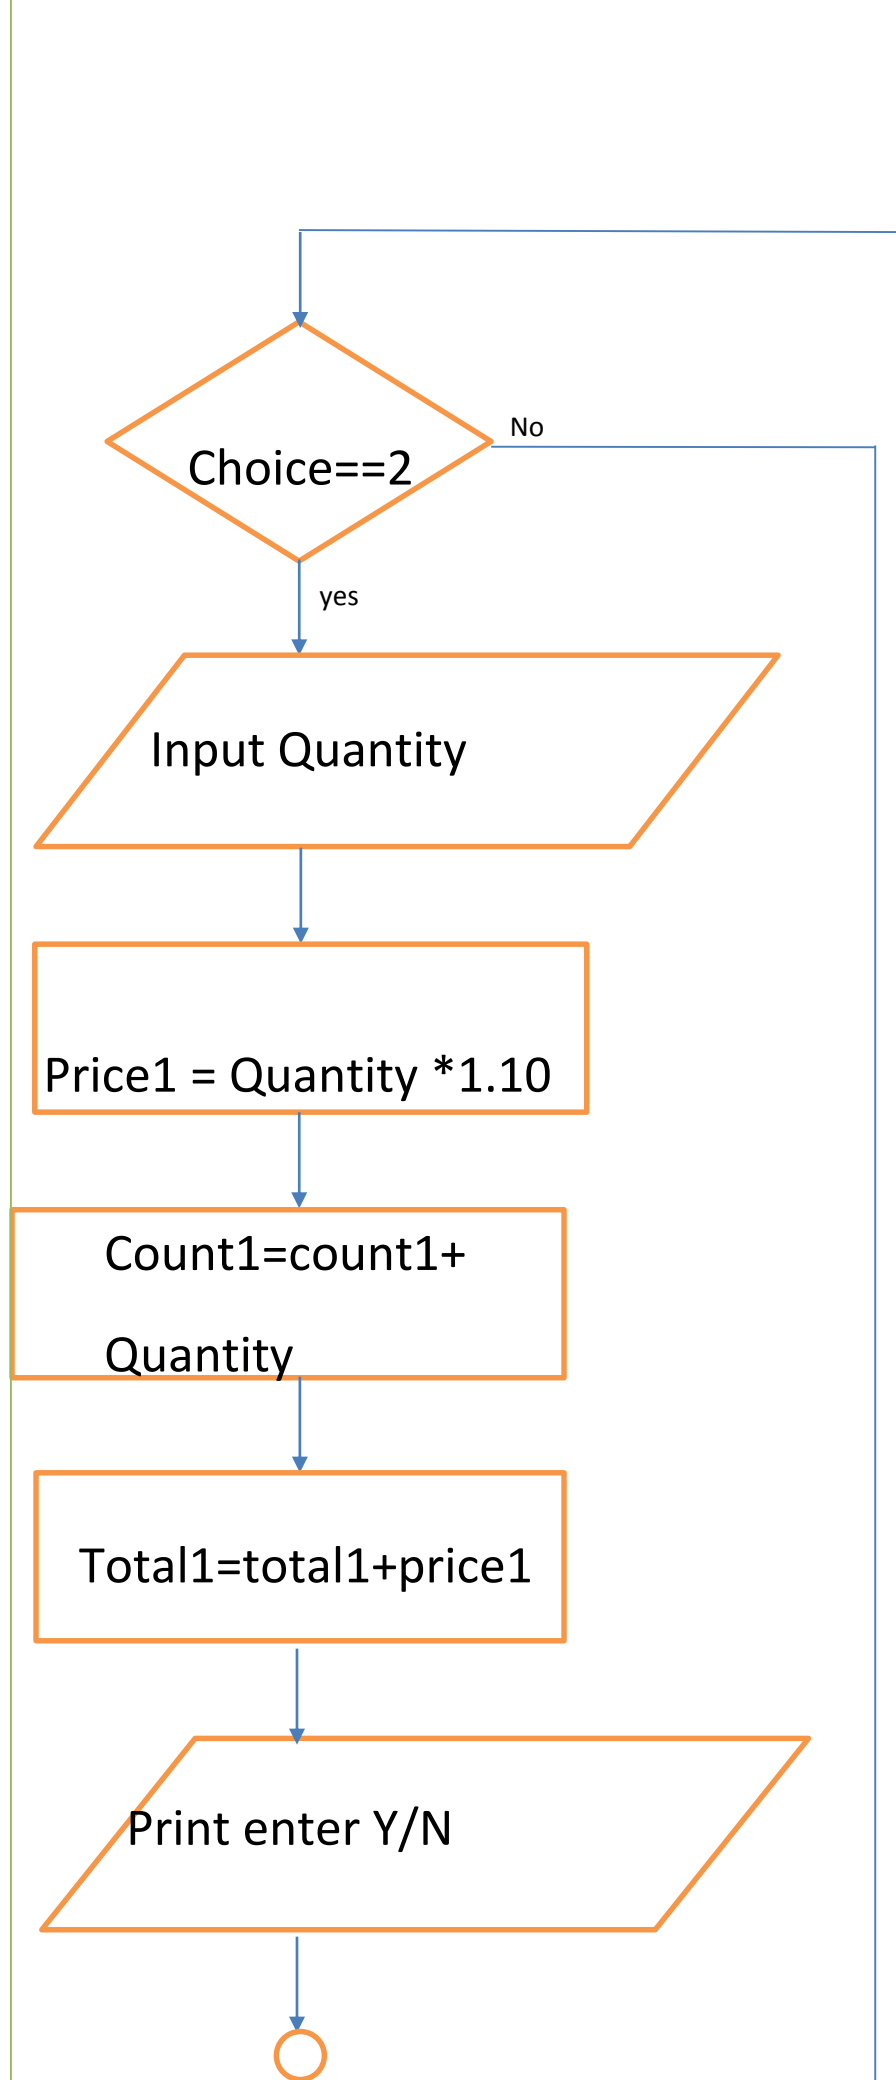 No
Choice==2
yes
Input Quantity
Price1 = Quantity *1.10
Count1=count1+
Quantity
Total1=total1+price1
Print enter Y/N